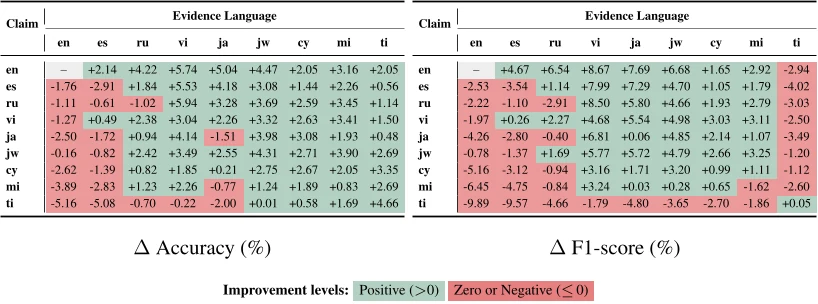 Claim Evidence Language
en es ru vi ja jw cy mi ti
en – +2.14 +4.22 +5.74 +5.04 +4.47 +2.05 +3.16 +2.05
es -1.76 -2.91 +1.84 +5.53 +4.18 +3.08 +1.44 +2.26 +0.56
ru -1.11 -0.61 -1.02 +5.94 +3.28 +3.69 +2.59 +3.45 +1.14
vi -1.27 +0.49 +2.38 +3.04 +2.26 +3.32 +2.63 +3.41 +1.50
ja -2.50 -1.72 +0.94 +4.14 -1.51 +3.98 +3.08 +1.93 +0.48
jw -0.16 -0.82 +2.42 +3.49 +2.55 +4.31 +2.71 +3.90 +2.69
cy -2.62 -1.39 +0.82 +1.85 +0.21 +2.75 +2.67 +2.05 +3.35
mi -3.89 -2.83 +1.23 +2.26 -0.77 +1.24 +1.89 +0.83 +2.69
ti -5.16 -5.08 -0.70 -0.22 -2.00 +0.01 +0.58 +1.69 +4.66
Δ Accuracy (%)
Claim Evidence Language
en es ru vi ja jw cy mi ti
en – +4.67 +6.54 +8.67 +7.69 +6.68 +1.65 +2.92 -2.94
es -2.53 -3.54 +1.14 +7.99 +7.29 +4.70 +1.05 +1.79 -4.02
ru -2.22 -1.10 -2.91 +8.50 +5.80 +4.66 +1.93 +2.79 -3.03
vi -1.97 +0.26 +2.27 +4.68 +5.54 +4.98 +3.03 +3.11 -2.50
ja -4.26 -2.80 -0.40 +6.81 +0.06 +4.85 +2.14 +1.07 -3.49
jw -0.78 -1.37 +1.69 +5.77 +5.72 +4.79 +2.66 +3.25 -1.20
cy -5.16 -3.12 -0.94 +3.16 +1.71 +3.20 +0.99 +1.11 -1.12
mi -6.45 -4.75 -0.84 +3.24 +0.03 +0.28 +0.65 -1.62 -2.60
ti -9.89 -9.57 -4.66 -1.79 -4.80 -3.65 -2.70 -1.86 +0.05
Δ F1-score (%)
Improvement levels: Positive (>0) Zero or Negative (≤ 0)